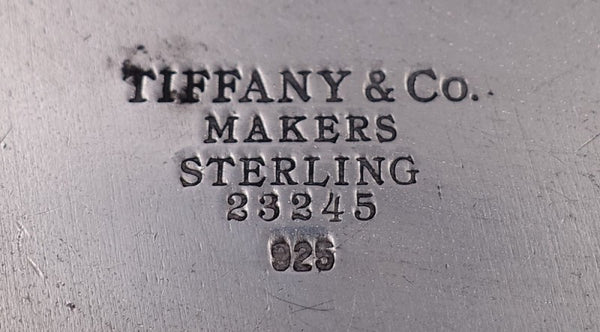 TIFFANY & Co.
MAKERS
STERLING
23245
925